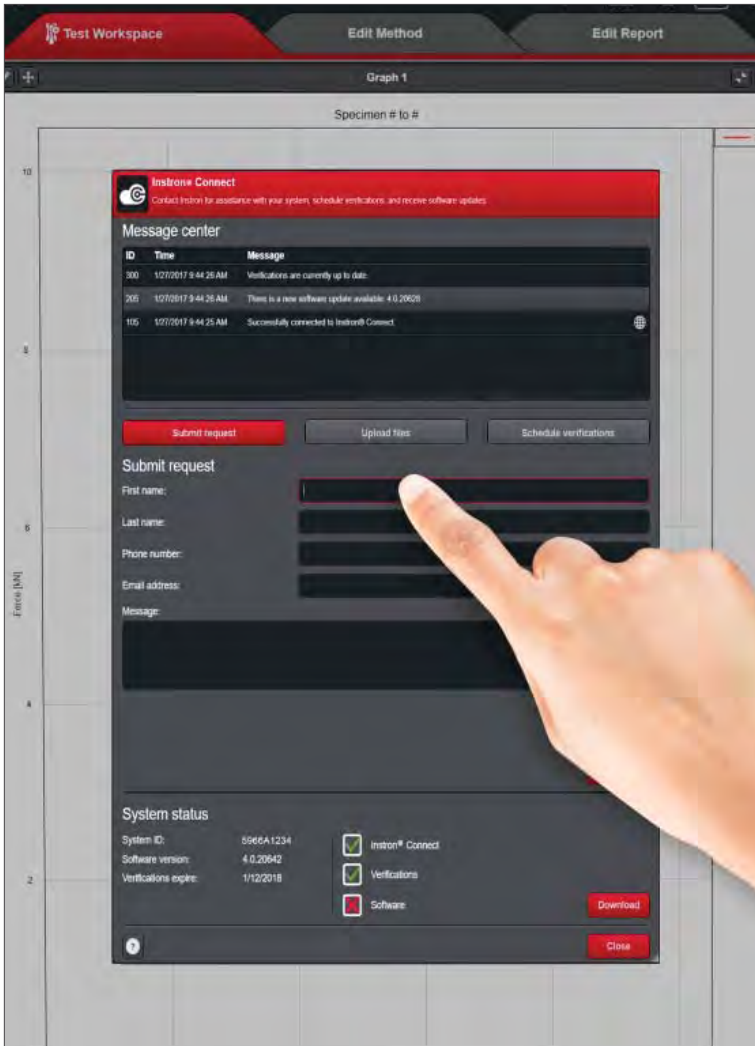 Test Workspace
Edit Method
Edit Report
Graph 1
Specimen # to #
10
8
6
4
2
Force [kN]
Instron® Connect
Contact Instron for assistance with your system, schedule verifications, and receive software updates.
Message center
ID Time Message
300 1/27/2017 9:44:26 AM Verifications are currently up to date.
205 1/27/2017 9:44:26 AM There is a new software update available: 4.0.20628
105 1/27/2017 9:44:25 AM Successfully connected to Instron® Connect.
Submit request
Upload files
Schedule verifications
Submit request
First name:
Last name:
Phone number:
Email address:
Message:
System status
System ID: 5966A1234
Software version: 4.0.20642
Verifications expire: 1/12/2018
Instron® Connect
Verifications
Software
Download
?
Close